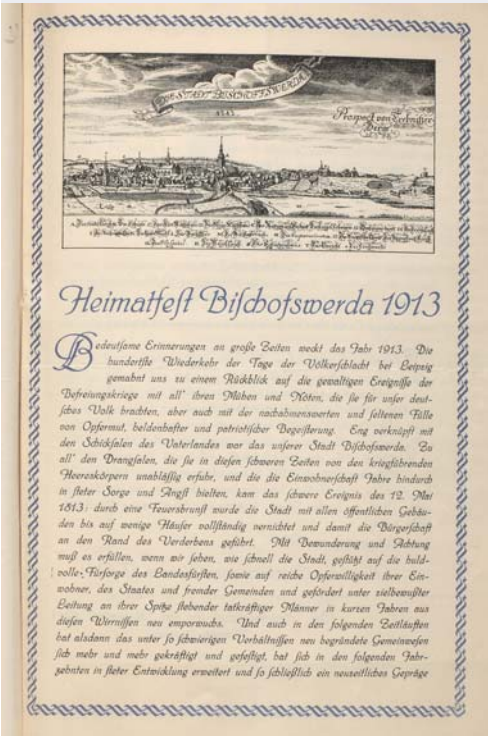 DIE STADT BISCHOFFSWERDA
Prospect von
Heimatfest Bischofswerda 1913
Bedeutsame Erinnerungen an große Zeiten weckt das Jahr 1913. Die
hundertste Wiederkehr der Tage der Völkerschlacht bei Leipzig
gemahnt uns zu einem Rückblick auf die gewaltigen Ereignisse der
Befreiungskriege mit all' ihren Mühen und Nöten, die sie für unser deut-
sches Volk brachten, aber auch mit der nachahmenswerten und seltenen Fülle
von Opfermut, heldenhafter und patriotischer Begeisterung. Eng verknüpft mit
den Schicksalen des Vaterlandes war das unserer Stadt Bischofswerda. Zu
all' den Drangsalen, die sie in diesen schweren Zeiten von den kriegführenden
Heereskörpern unablässig erfuhr, und die die Einwohnerschaft Jahre hindurch
in steter Sorge und Angst hielten, kam das schwere Ereignis des 12. Mai
1813: durch eine Feuersbrunst wurde die Stadt mit allen öffentlichen Gebäu-
den bis auf wenige Häuser vollständig vernichtet und damit die Bürgerschaft
an den Rand des Verderbens geführt. Mit Bewunderung und Achtung
muß es erfüllen, wenn wir sehen, wie schnell die Stadt, gestützt auf die huld-
volle Fürsorge des Landesfürsten, sowie auf reiche Opferwilligkeit ihrer Ein-
wohner, des Staates und fremder Gemeinden und gefördert unter zielbewußter
Leitung an ihrer Spitze stehender tatkräftiger Männer in kurzen Jahren aus
diesen Wirrnissen neu emporwuchs. Und auch in den folgenden Zeitläuften
hat alsdann das unter so schwierigen Verhältnissen neu begründete Gemeinwesen
sich mehr und mehr gekräftigt und gefestigt, hat sich in den folgenden Jahr-
zehnten in steter Entwicklung erweitert und so schließlich ein neuzeitliches Gepräge